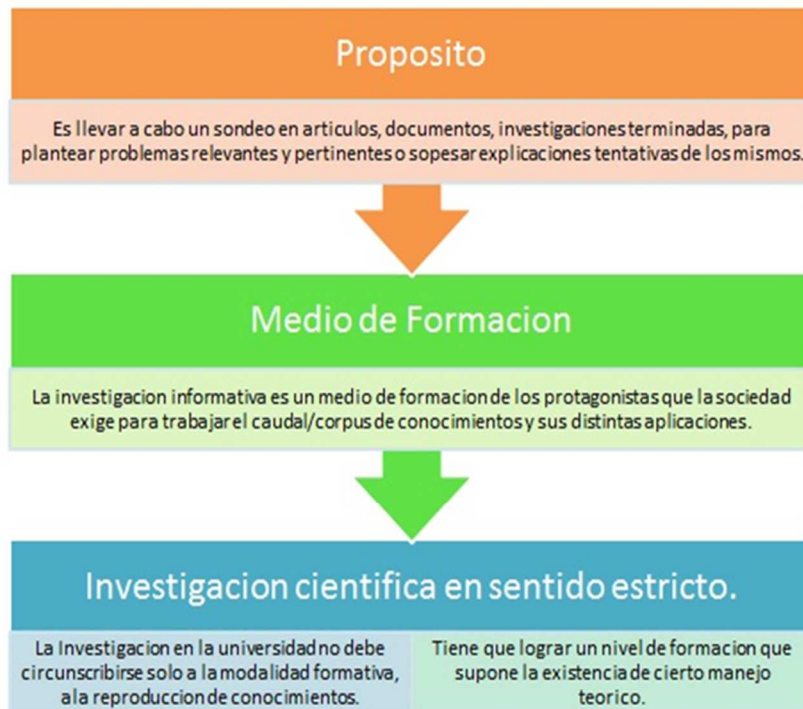 Proposito
Es llevar a cabo un sondeo en articulos, documentos, investigaciones terminadas, para
plantear problemas relevantes y pertinentes o sopesar explicaciones tentativas de los mismos.
Medio de Formacion
La investigacion informativa es un medio de formacion de los protagonistas que la sociedad
exige para trabajar el caudal/corpus de conocimientos y sus distintas aplicaciones.
Investigacion cientifica en sentido estricto.
La Investigacion en la universidad no debe
circunscribirse solo a la modalidad formativa,
a la reproduccion de conocimientos.
Tiene que lograr un nivel de formacion que
supone la existencia de cierto manejo
teorico.